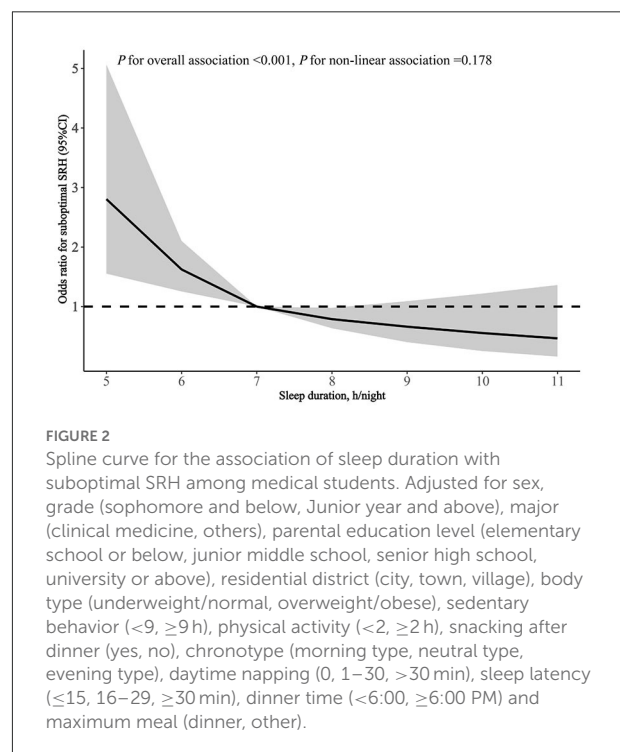 P for overall association <0.001, P for non-linear association =0.178
Odds ratio for suboptimal SRH (95%CI)
5
4
3
2
1
5 6 7 8 9 10 11
Sleep duration, h/night
FIGURE 2
Spline curve for the association of sleep duration with
suboptimal SRH among medical students. Adjusted for sex,
grade (sophomore and below, Junior year and above), major
(clinical medicine, others), parental education level (elementary
school or below, junior middle school, senior high school,
university or above), residential district (city, town, village), body
type (underweight/normal, overweight/obese), sedentary
behavior (<9, ≥9 h), physical activity (<2, ≥2 h), snacking after
dinner (yes, no), chronotype (morning type, neutral type,
evening type), daytime napping (0, 1–30, >30 min), sleep latency
(≤15, 16–29, ≥30 min), dinner time (<6:00, ≥6:00 PM) and
maximum meal (dinner, other).